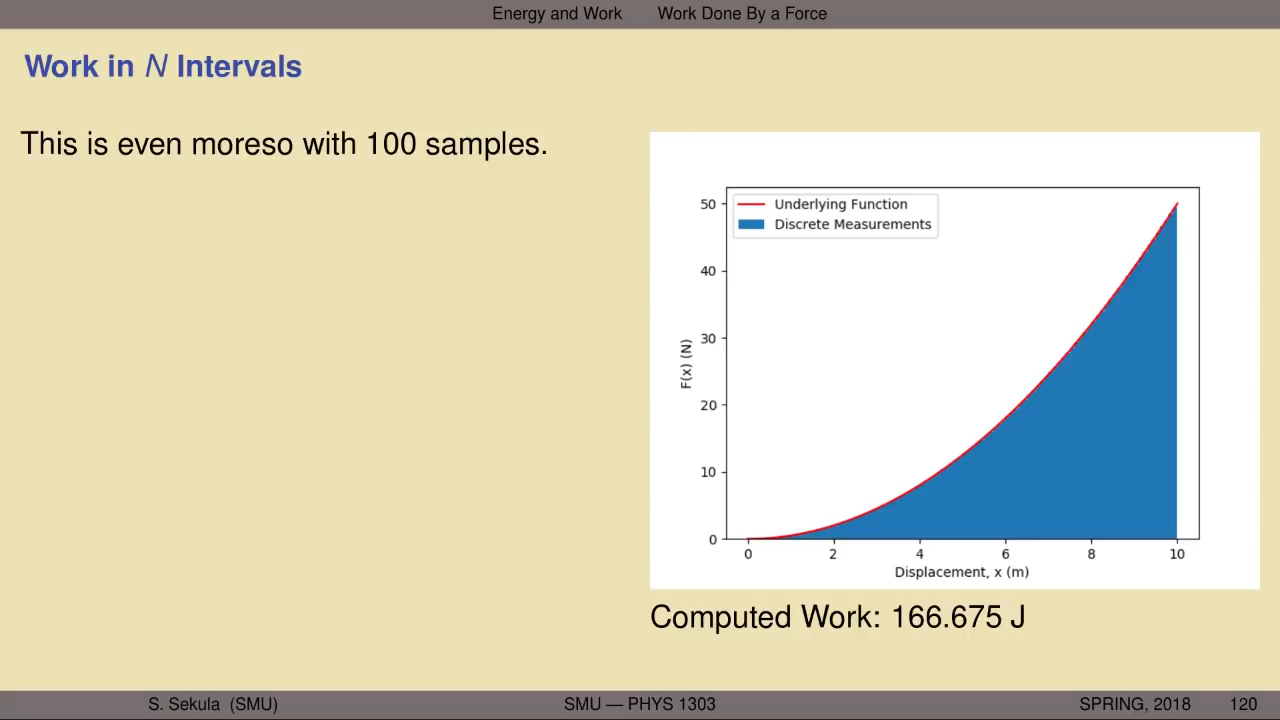 Energy and Work Work Done By a Force
Work in N Intervals
This is even moreso with 100 samples.
Underlying Function
Discrete Measurements
50
40
30
20
10
0
F(x) (N)
0 2 4 6 8 10
Displacement, x (m)
Computed Work: 166.675 J
S. Sekula (SMU) SMU — PHYS 1303 SPRING, 2018 120